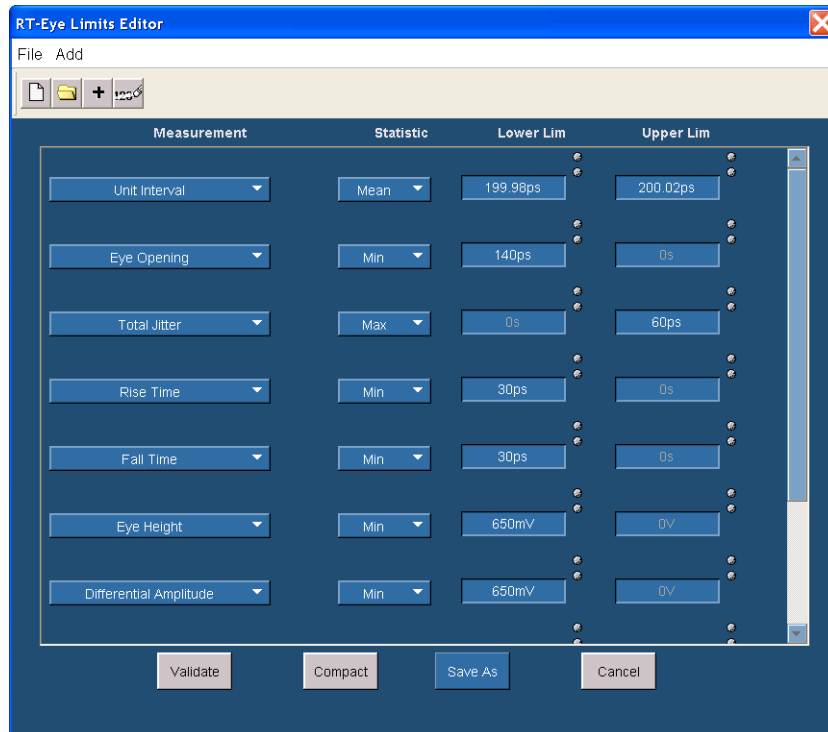 RT-Eye Limits Editor
File Add
123
Measurement Statistic Lower Lim Upper Lim
Unit Interval Mean 199.98ps 200.02ps
Eye Opening Min 140ps 0s
Total Jitter Max 0s 60ps
Rise Time Min 30ps 0s
Fall Time Min 30ps 0s
Eye Height Min 650mV 0V
Differential Amplitude Min 650mV 0V
Validate Compact Save As Cancel